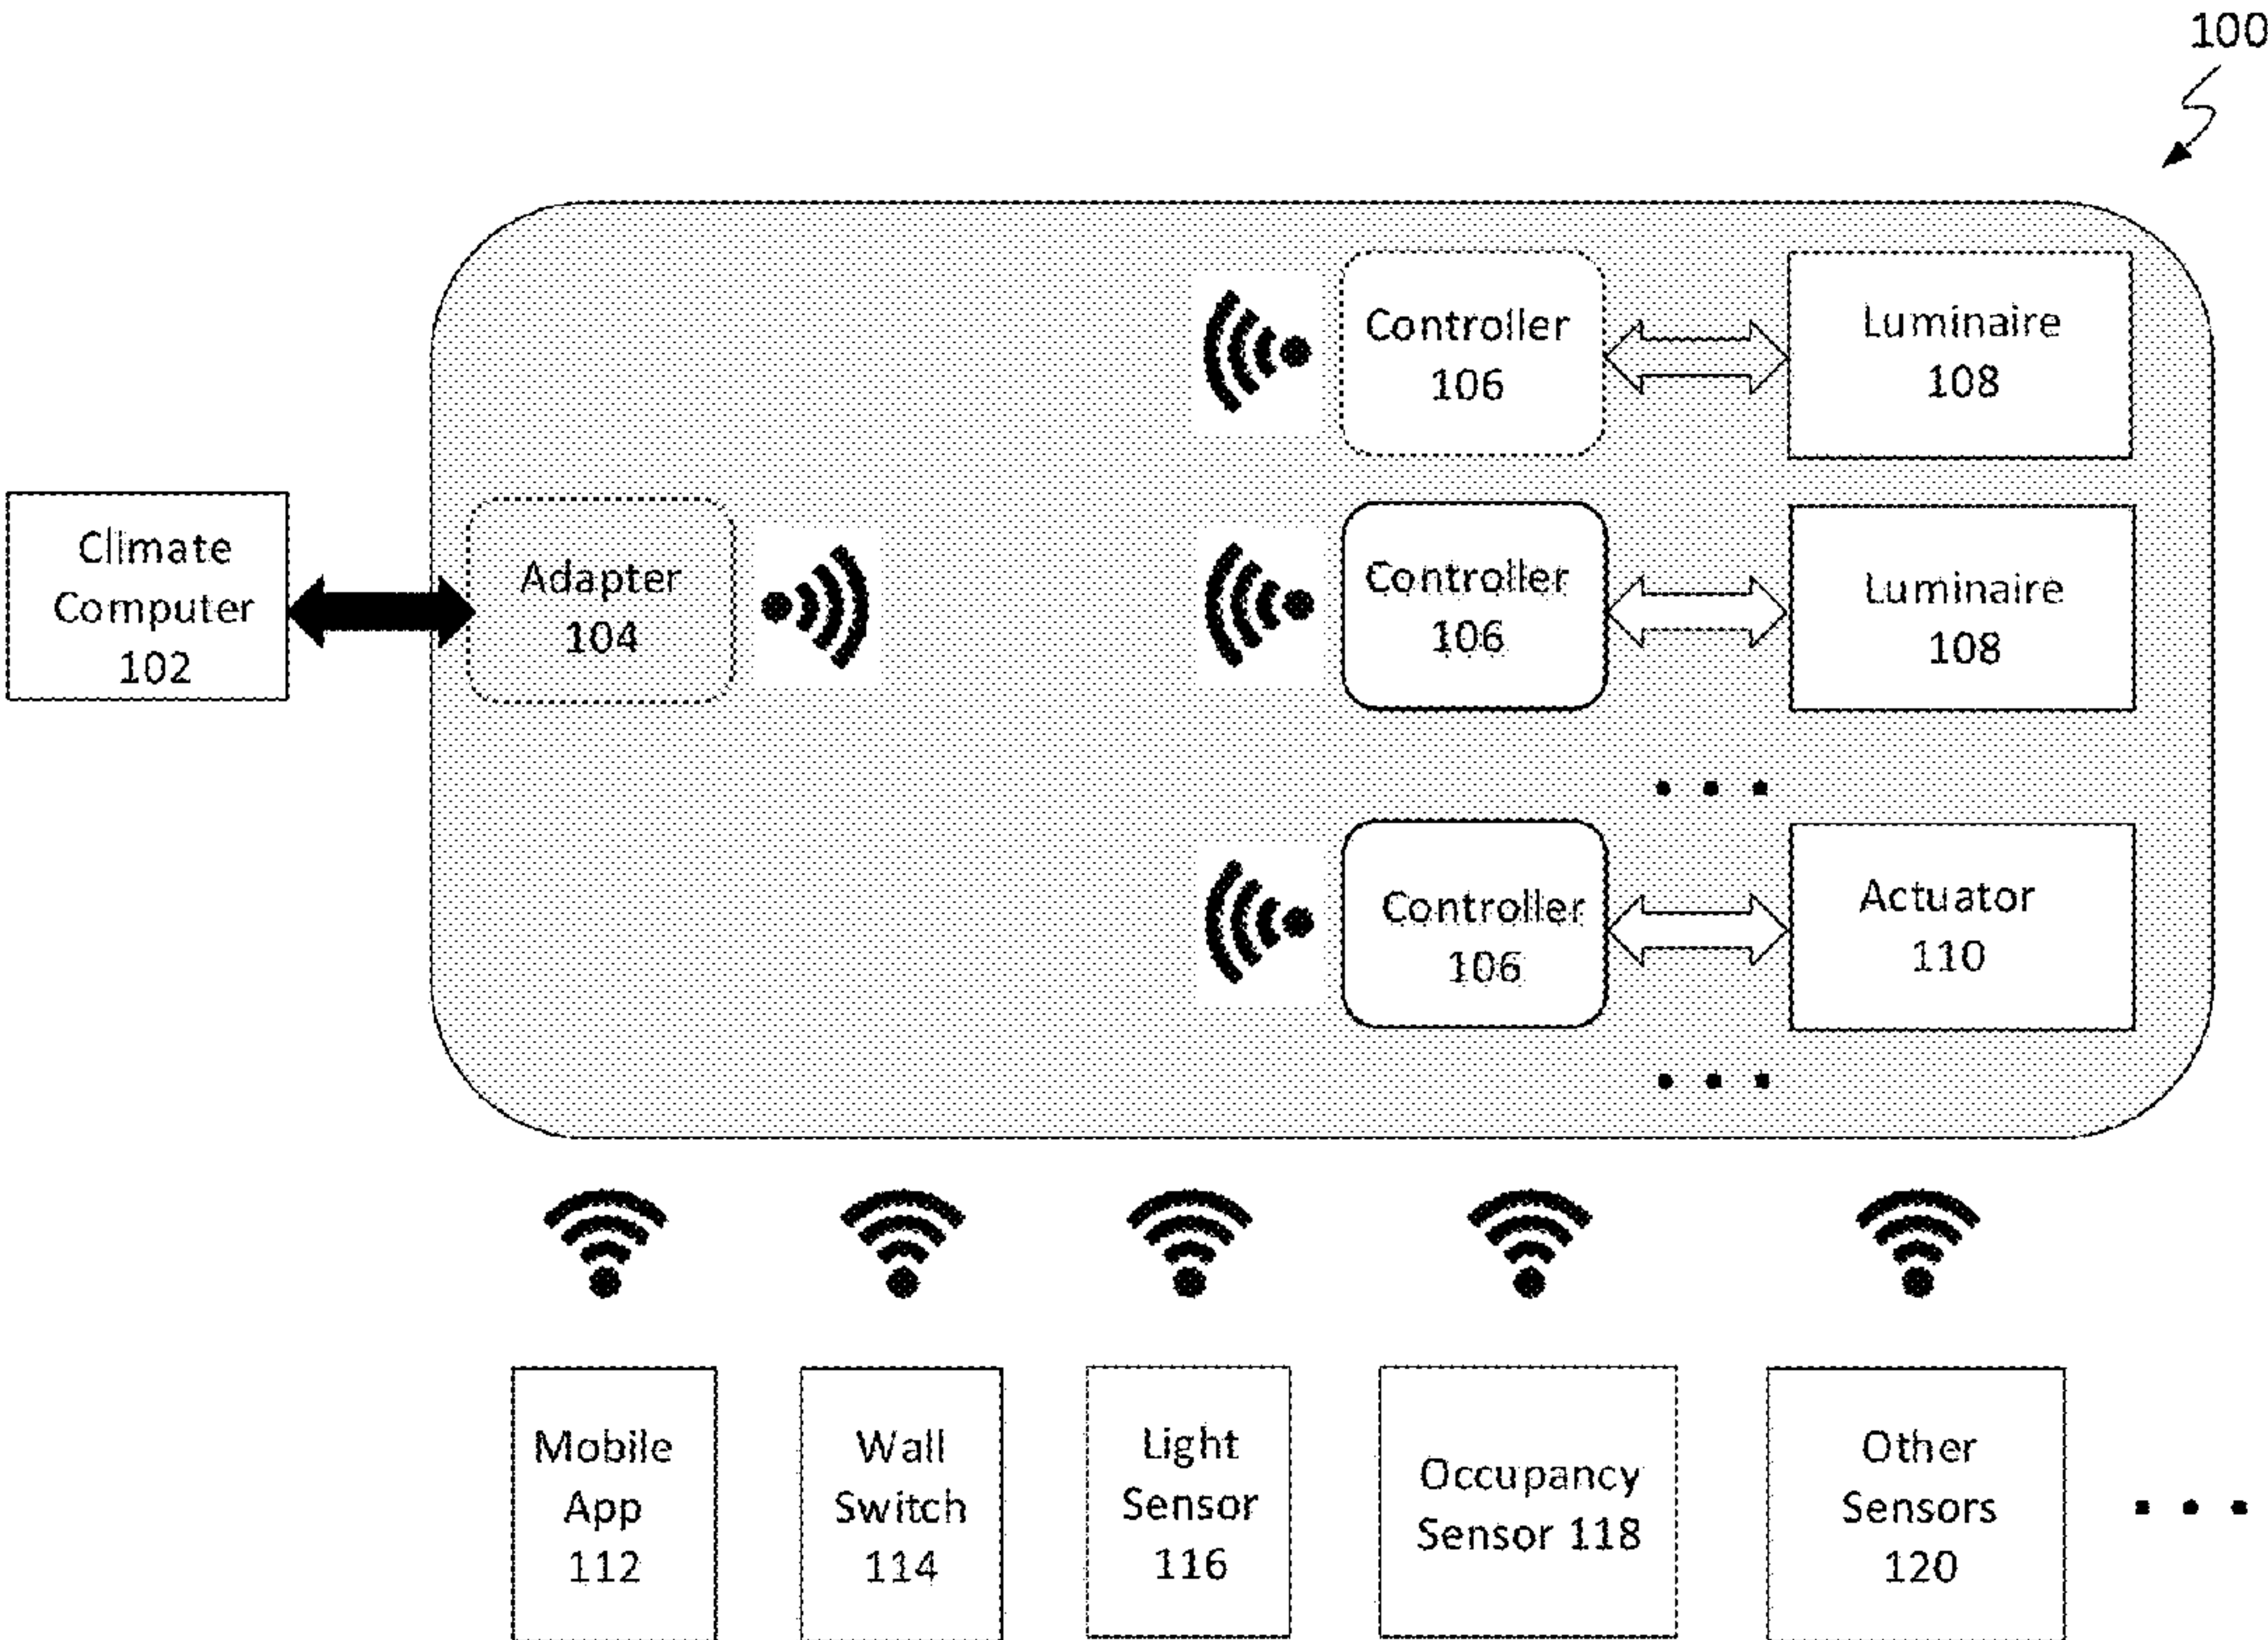 100
Controller
106
Luminaire
108
Climate
Computer
102
Adapter
104
Controller
106
Luminaire
108
. . .
Controller
106
Actuator
110
. . .
Mobile
App
112
Wall
Switch
114
Light
Sensor
116
Occupancy
Sensor 118
Other
Sensors
120
. . .